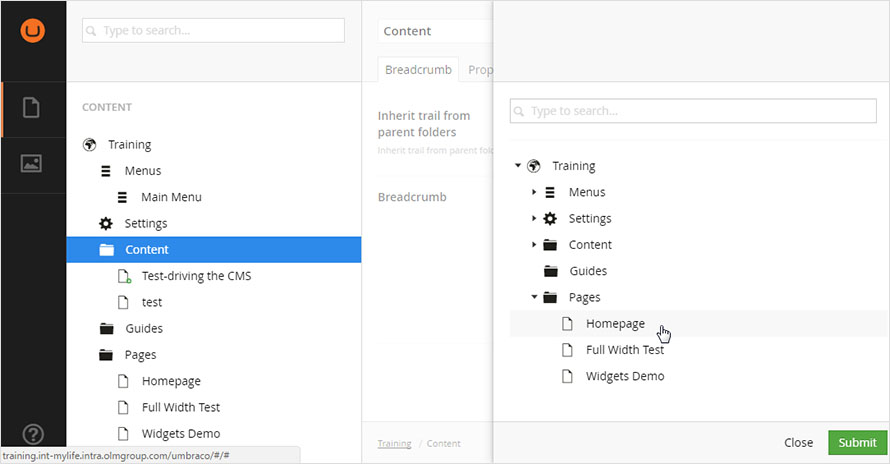 Type to search...
CONTENT
Training
Menus
Main Menu
Settings
Content
Test-driving the CMS
test
Guides
Pages
Homepage
Full Width Test
Widgets Demo
training.int-mylife.intra.olmgroup.com/umbraco/#/#
Content
Breadcrumb Prop
Inherit trail from
parent folders
Inherit trail from parent fold
Breadcrumb
Training / Content
Type to search...
Training
Menus
Settings
Content
Guides
Pages
Homepage
Full Width Test
Widgets Demo
Close Submit